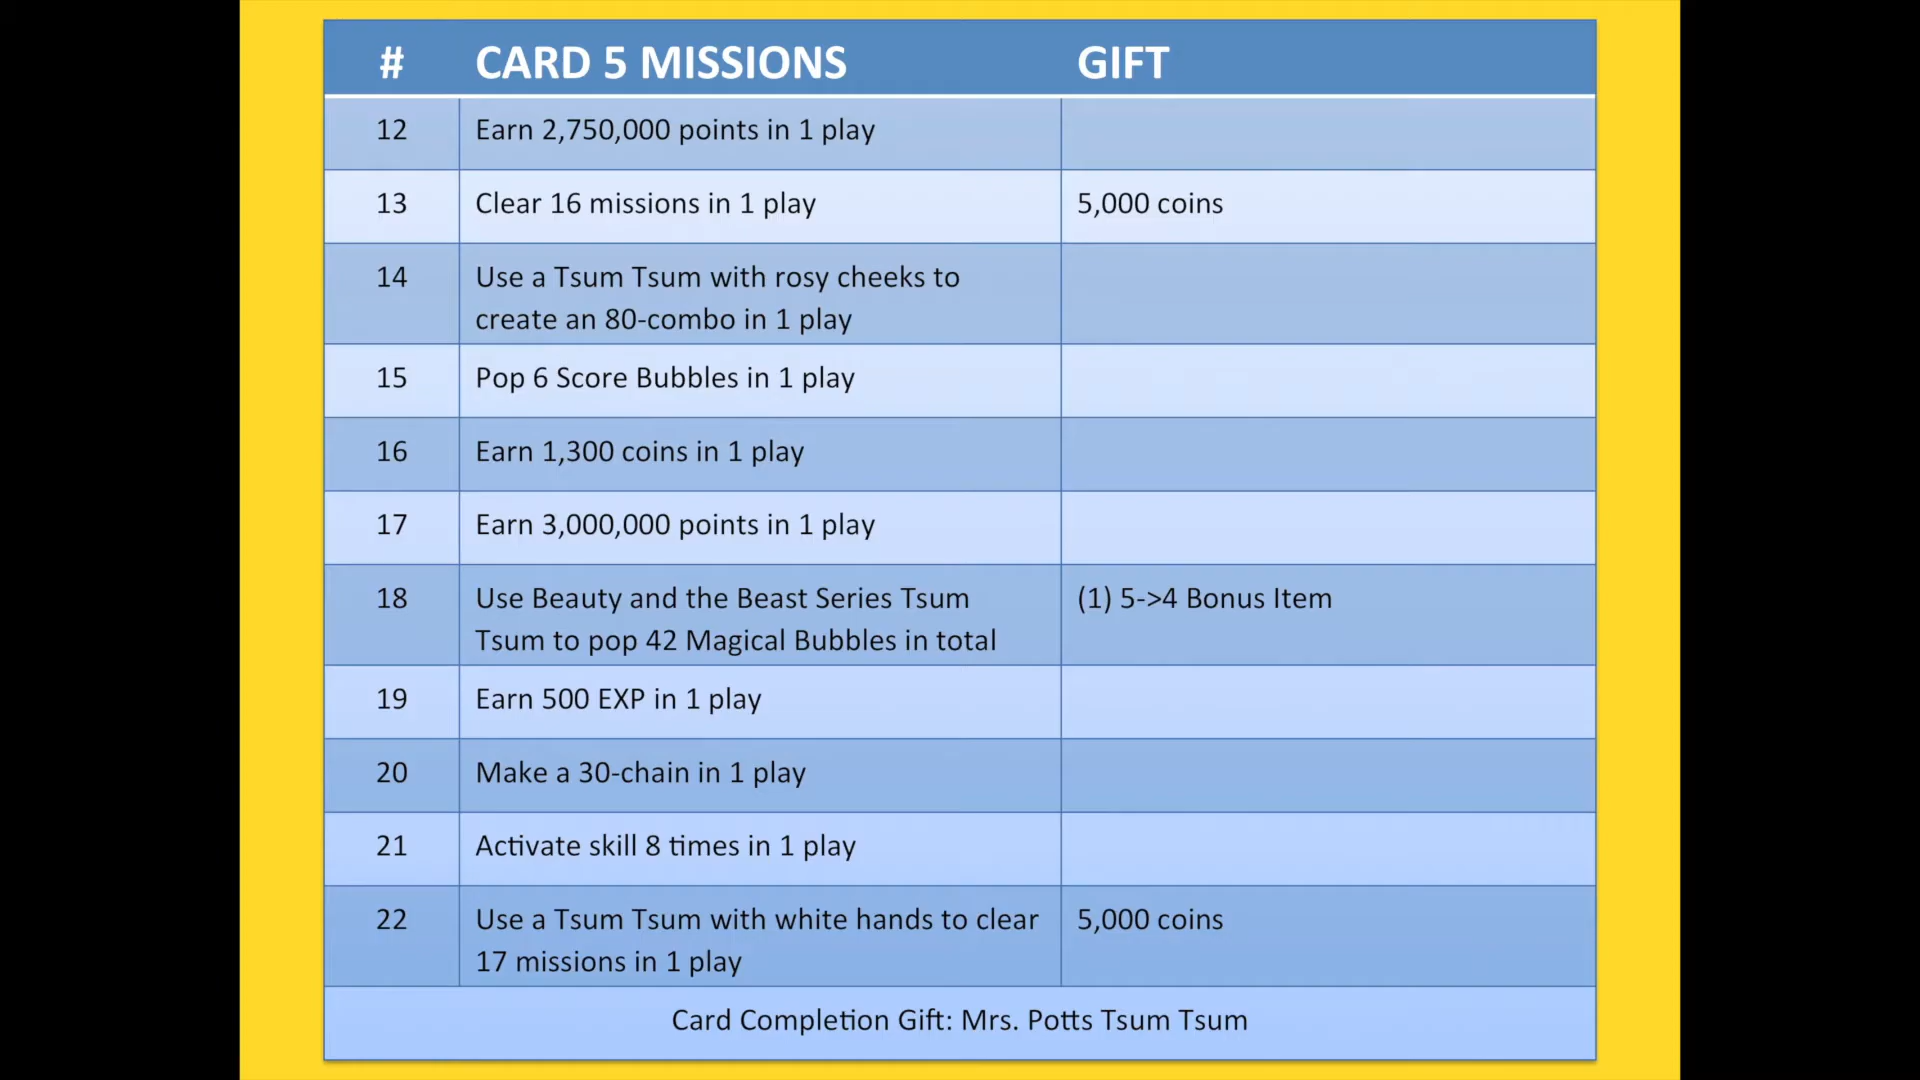 # CARD 5 MISSIONS GIFT
12 Earn 2,750,000 points in 1 play
13 Clear 16 missions in 1 play 5,000 coins
14 Use a Tsum Tsum with rosy cheeks to
create an 80-combo in 1 play
15 Pop 6 Score Bubbles in 1 play
16 Earn 1,300 coins in 1 play
17 Earn 3,000,000 points in 1 play
18 Use Beauty and the Beast Series Tsum (1) 5->4 Bonus Item
Tsum to pop 42 Magical Bubbles in total
19 Earn 500 EXP in 1 play
20 Make a 30-chain in 1 play
21 Activate skill 8 times in 1 play
22 Use a Tsum Tsum with white hands to clear 5,000 coins
17 missions in 1 play
Card Completion Gift: Mrs. Potts Tsum Tsum